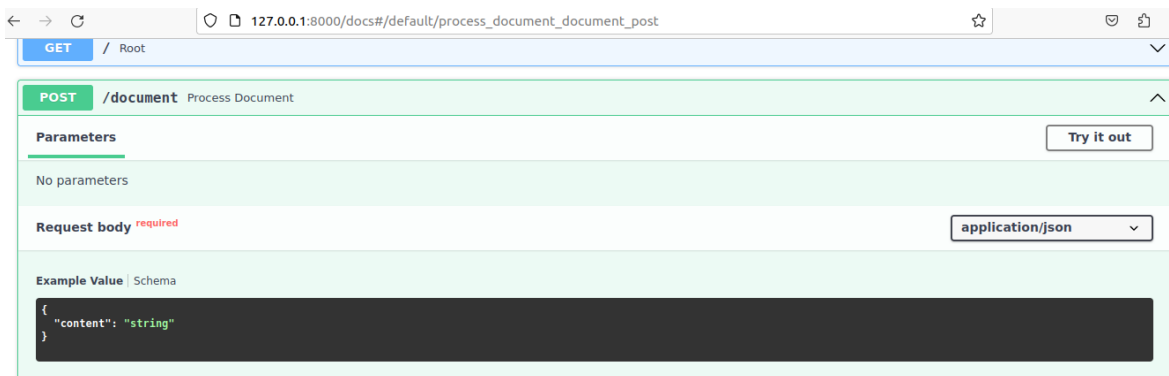 127.0.0.1:8000/docs#/default/process_document_document_post
GET / Root
POST /document Process Document
Parameters
Try it out
No parameters
Request body required
application/json
Example Value Schema
{
"content": "string"
}